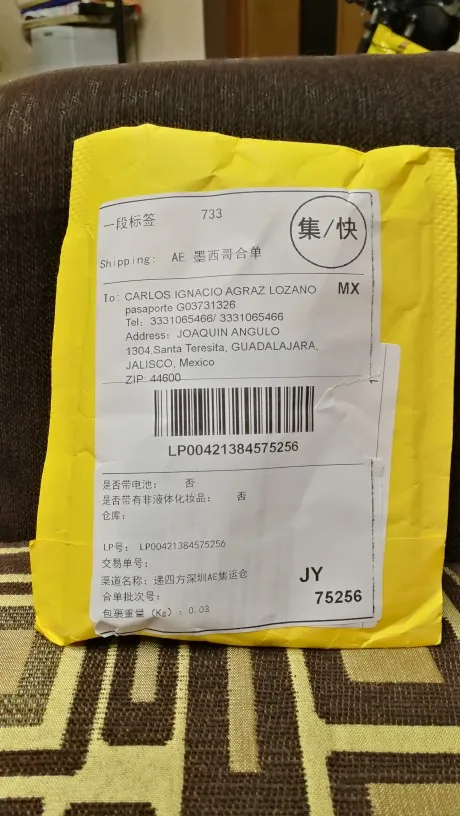 一段标签 733
集/快
Shipping: AE 墨西哥合单
To: CARLOS IGNACIO AGRAZ LOZANO MX
pasaporte G03731326
Tel: 3331065466/ 3331065466
Address: JOAQUIN ANGULO
1304,Santa Teresita, GUADALAJARA,
JALISCO, Mexico
ZIP: 44600
LP00421384575256
是否带电池: 否
是否带有非液体化妆品: 否
仓库:
LP号: LP00421384575256
交易单号:
渠道名称: 递四方深圳AE集运仓
JY
合单批次号:
75256
包裹重量 (Kg) : 0.03